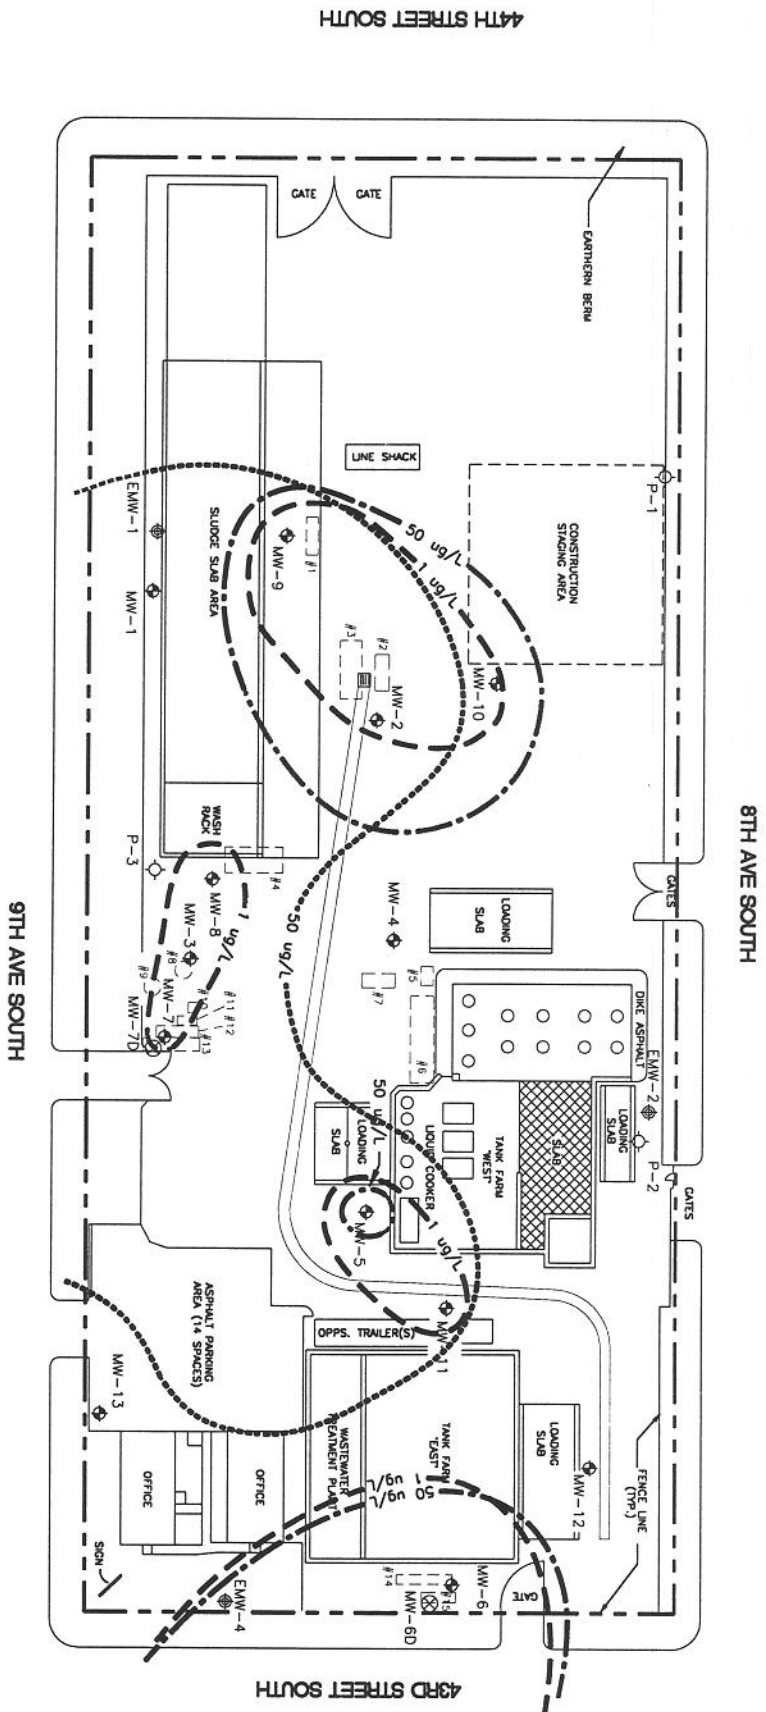 44TH STREET SOUTH
GATE
GATE
EARTHERN BERM
LINE SHACK
P-1
EMW-1
MW-1
SLUDGE SLAB AREA
MW-9
#1
50 ug/L
1 ug/L
CONSTRUCTION
STAGING AREA
#3
#2
MW-2
MW-10
WASH
RACK
P-3
#4
MW-8
1 ug/L
MW-3
#8
#9
MW-7
MW-7D
#11
#12
#13
50 ug/L
MW-4
LOADING
SLAB
GATES
8TH AVE SOUTH
9TH AVE SOUTH
#5
#7
#6
DIKE ASPHALT
EMW-2
LOADING
SLAB
P-2
GATES
SLAB
TANK FARM
"WEST"
LIQUID COOKER
50 ug/L
LOADING
SLAB
MW-5
1 ug/L
MW-11
OPPS. TRAILER(S)
ASPHALT PARKING
AREA (14 SPACES)
MW-13
OFFICE
OFFICE
SIGN
WASTEWATER
TREATMENT PLANT
TANK FARM
"EAST"
1 ug/L
50 ug/L
LOADING
SLAB
MW-12
FENCE LINE
(TYP.)
EMW-4
#14
#15
MW-6
MW-6D
GATE
43RD STREET SOUTH